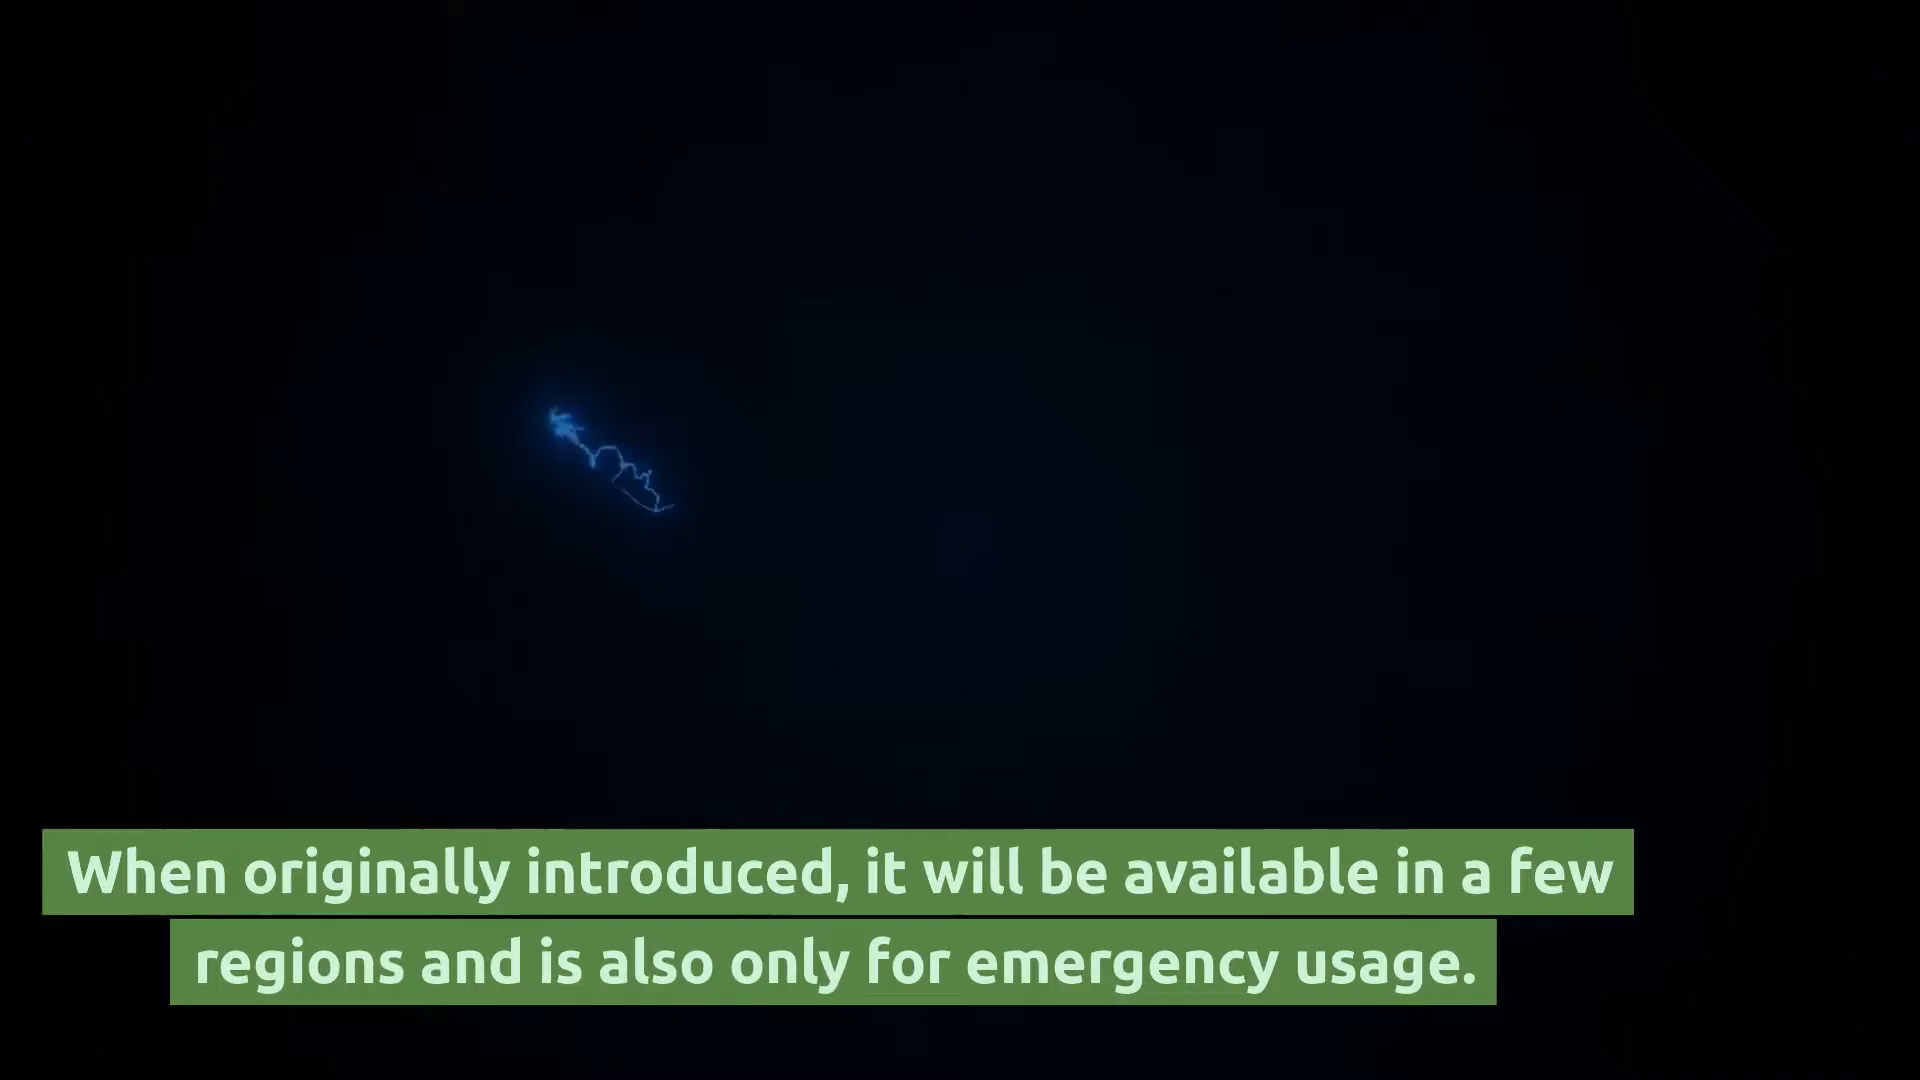 When originally introduced, it will be available in a few
regions and is also only for emergency usage.